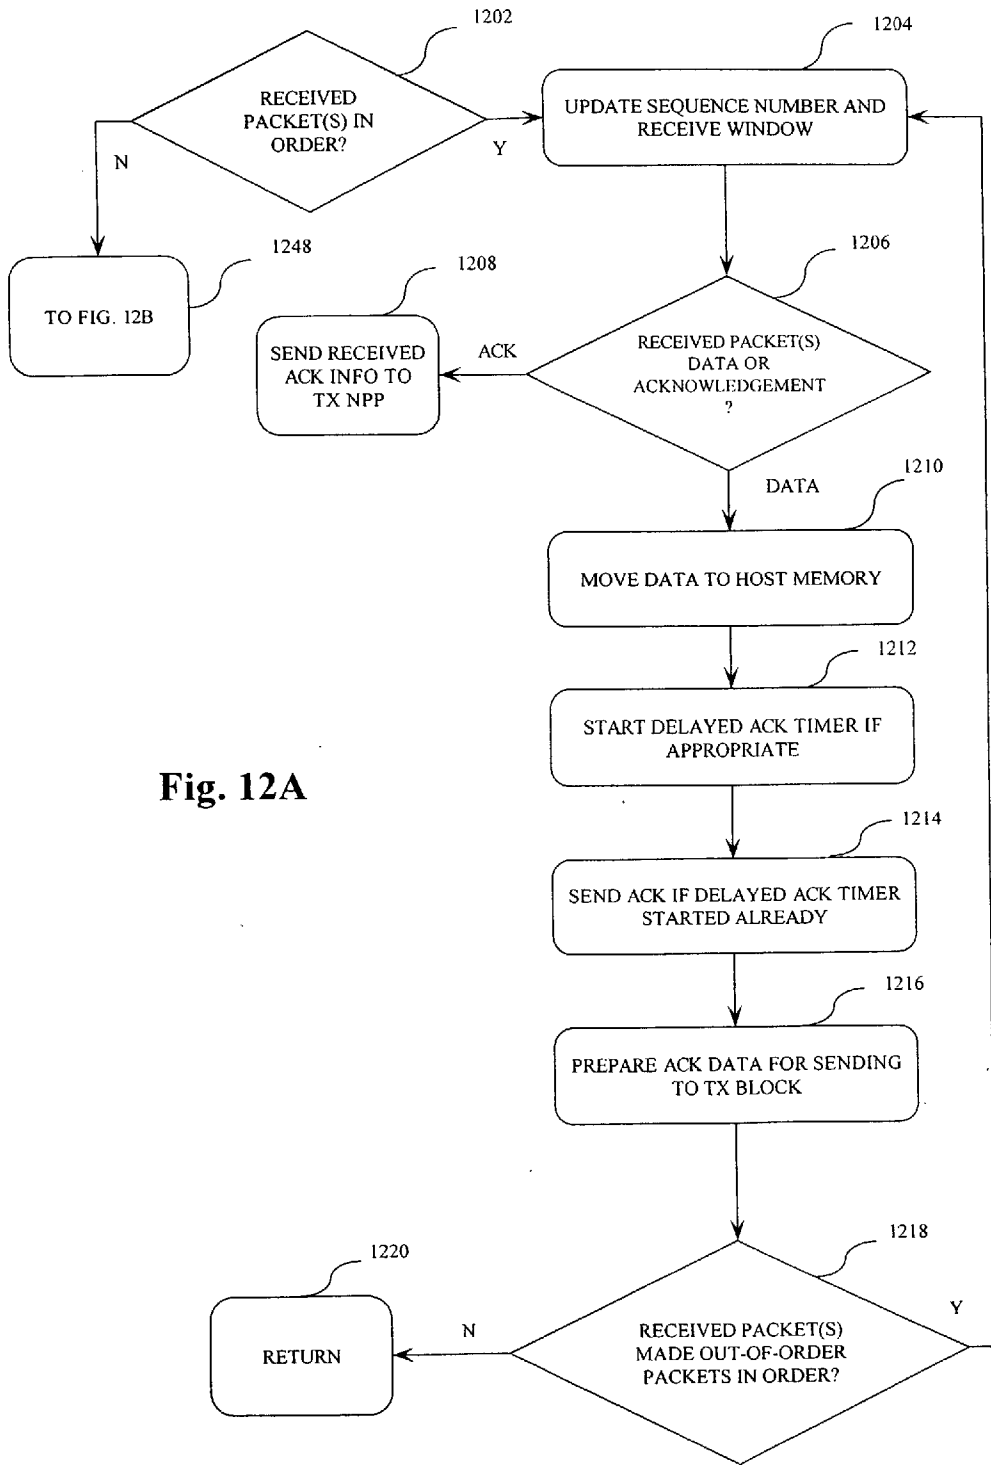 1202
RECEIVED
PACKET(S) IN
ORDER?
N
Y
1204
UPDATE SEQUENCE NUMBER AND
RECEIVE WINDOW
1248
TO FIG. 12B
1206
RECEIVED PACKET(S)
DATA OR
ACKNOWLEDGEMENT
?
ACK
1208
SEND RECEIVED
ACK INFO TO
TX NPP
DATA
1210
MOVE DATA TO HOST MEMORY
1212
START DELAYED ACK TIMER IF
APPROPRIATE
Fig. 12A
1214
SEND ACK IF DELAYED ACK TIMER
STARTED ALREADY
1216
PREPARE ACK DATA FOR SENDING
TO TX BLOCK
1218
RECEIVED PACKET(S)
MADE OUT-OF-ORDER
PACKETS IN ORDER?
Y
N
1220
RETURN